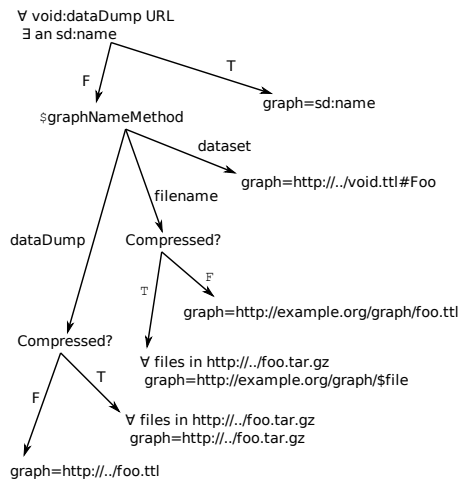 ∀ void:dataDump URL
∃ an sd:name
F
T
graph=sd:name
$graphNameMethod
dataset
graph=http://../void.ttl#Foo
filename
dataDump
Compressed?
F
T
graph=http://example.org/graph/foo.ttl
Compressed?
∀ files in http://../foo.tar.gz
graph=http://example.org/graph/$file
F
T
∀ files in http://../foo.tar.gz
graph=http://../foo.tar.gz
graph=http://../foo.ttl